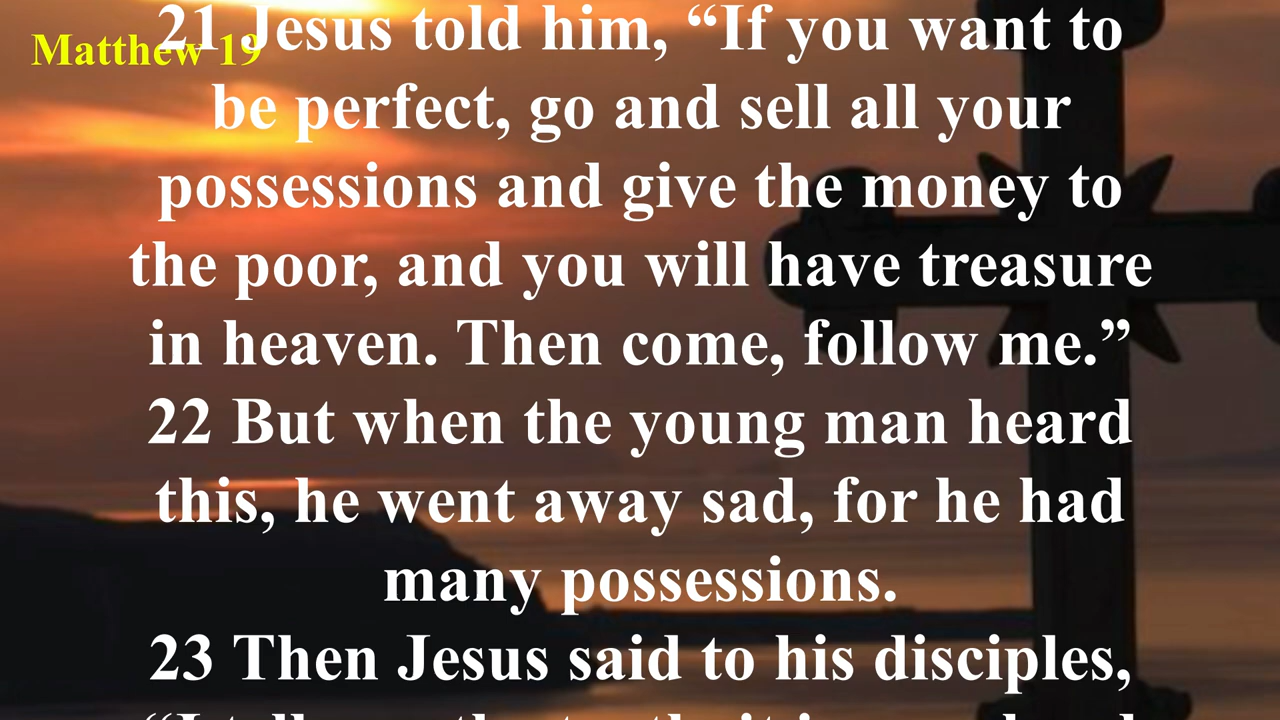 Matthew 19
21 Jesus told him, “If you want to
be perfect, go and sell all your
possessions and give the money to
the poor, and you will have treasure
in heaven. Then come, follow me.”
22 But when the young man heard
this, he went away sad, for he had
many possessions.
23 Then Jesus said to his disciples,